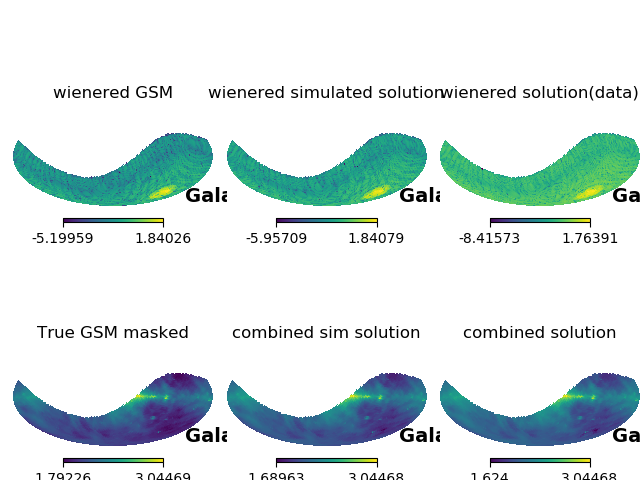 wienered GSM wienered simulated solution wienered solution(data)
Gala Gala Ga
-5.19959 1.84026 -5.95709 1.84079 -8.41573 1.76391
True GSM masked combined sim solution combined solution
Gala Gala Ga
1.79226 3.04469 1.68963 3.04468 1.624 3.04468